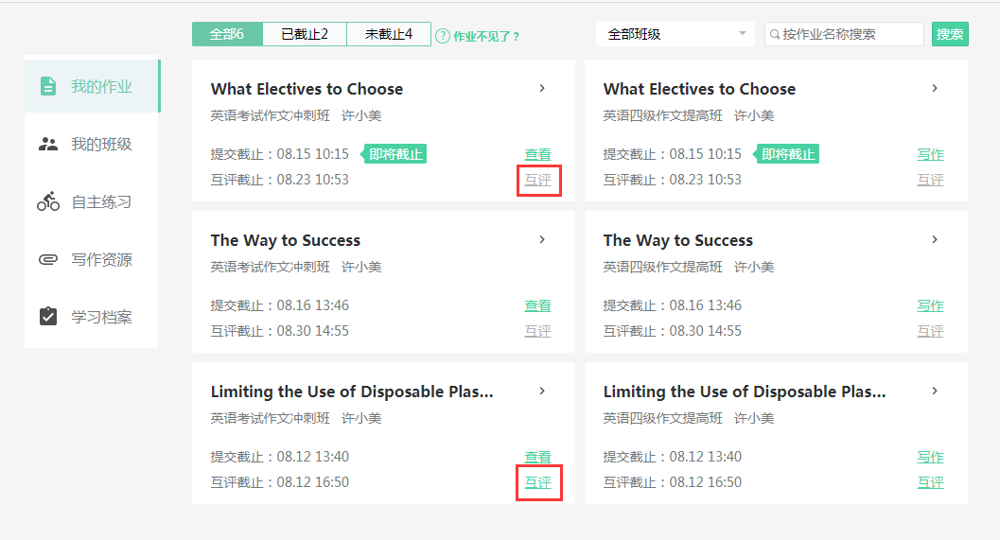 全部6 已截止2 未截止4 ? 作业不见了？ 全部班级 按作业名称搜索 搜索
我的作业
我的班级
自主练习
写作资源
学习档案
What Electives to Choose
英语考试作文冲刺班 许小美
提交截止：08.15 10:15 即将截止 查看
互评截止：08.23 10:53 互评
What Electives to Choose
英语四级作文提高班 许小美
提交截止：08.15 10:15 即将截止 写作
互评截止：08.23 10:53 互评
The Way to Success
英语考试作文冲刺班 许小美
提交截止：08.16 13:46 查看
互评截止：08.30 14:55 互评
The Way to Success
英语四级作文提高班 许小美
提交截止：08.16 13:46 写作
互评截止：08.30 14:55 互评
Limiting the Use of Disposable Plas...
英语考试作文冲刺班 许小美
提交截止：08.12 13:40 查看
互评截止：08.12 16:50 互评
Limiting the Use of Disposable Plas...
英语四级作文提高班 许小美
提交截止：08.12 13:40 写作
互评截止：08.12 16:50 互评